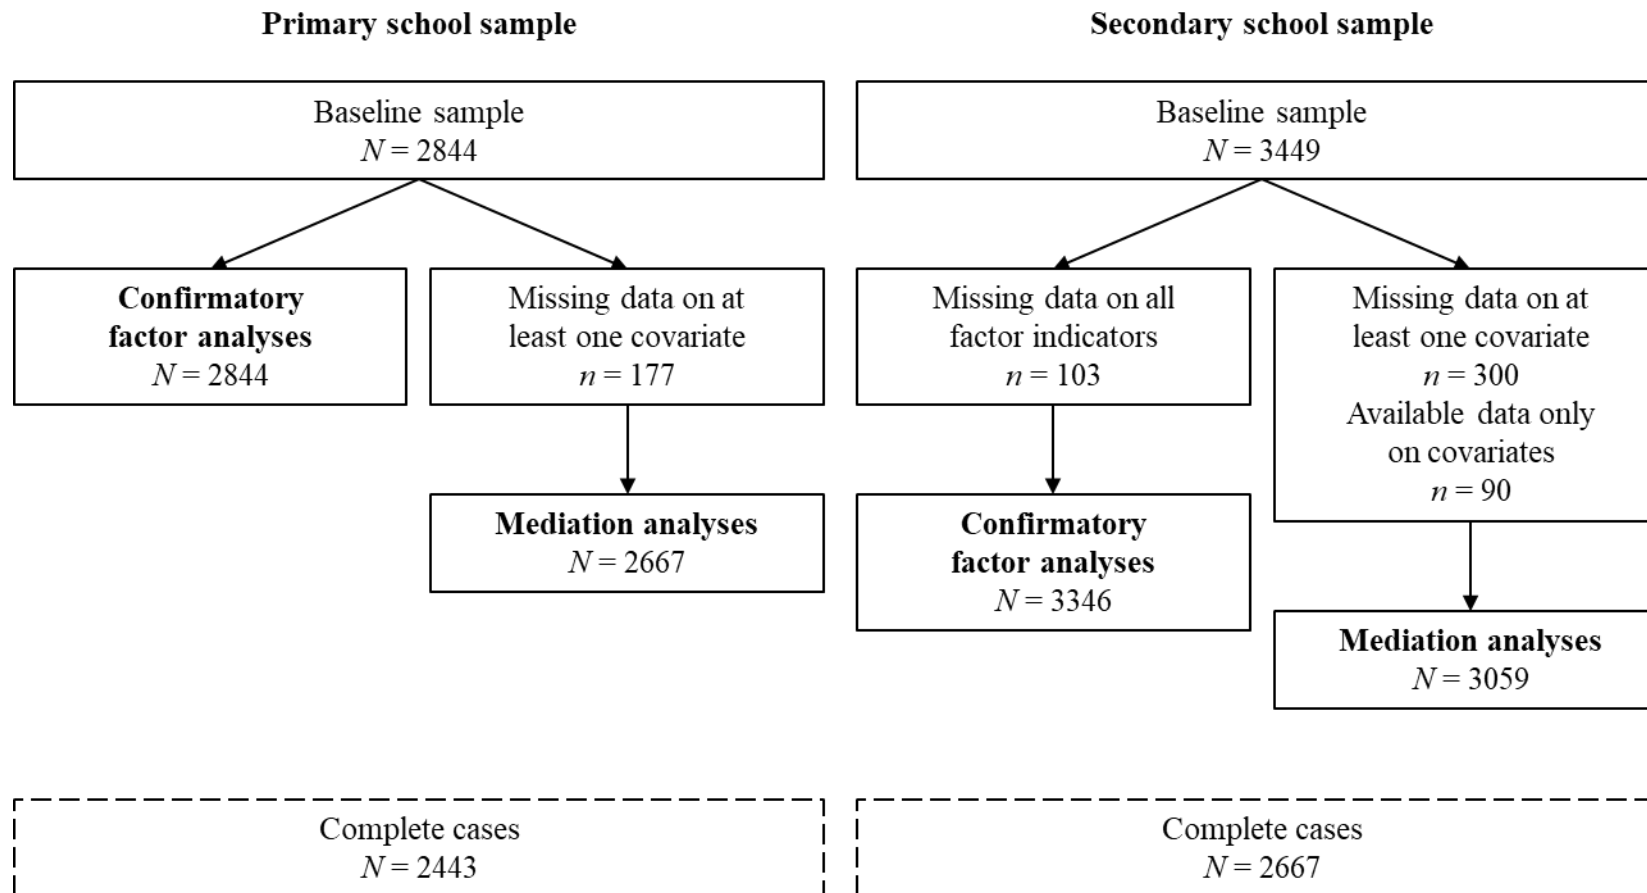 Primary school sample
Baseline sample
N = 2844
Confirmatory
factor analyses
N = 2844
Missing data on at
least one covariate
n = 177
Mediation analyses
N = 2667
Complete cases
N = 2443
Secondary school sample
Baseline sample
N = 3449
Missing data on all
factor indicators
n = 103
Confirmatory
factor analyses
N = 3346
Missing data on at
least one covariate
n = 300
Available data only
on covariates
n = 90
Mediation analyses
N = 3059
Complete cases
N = 2667